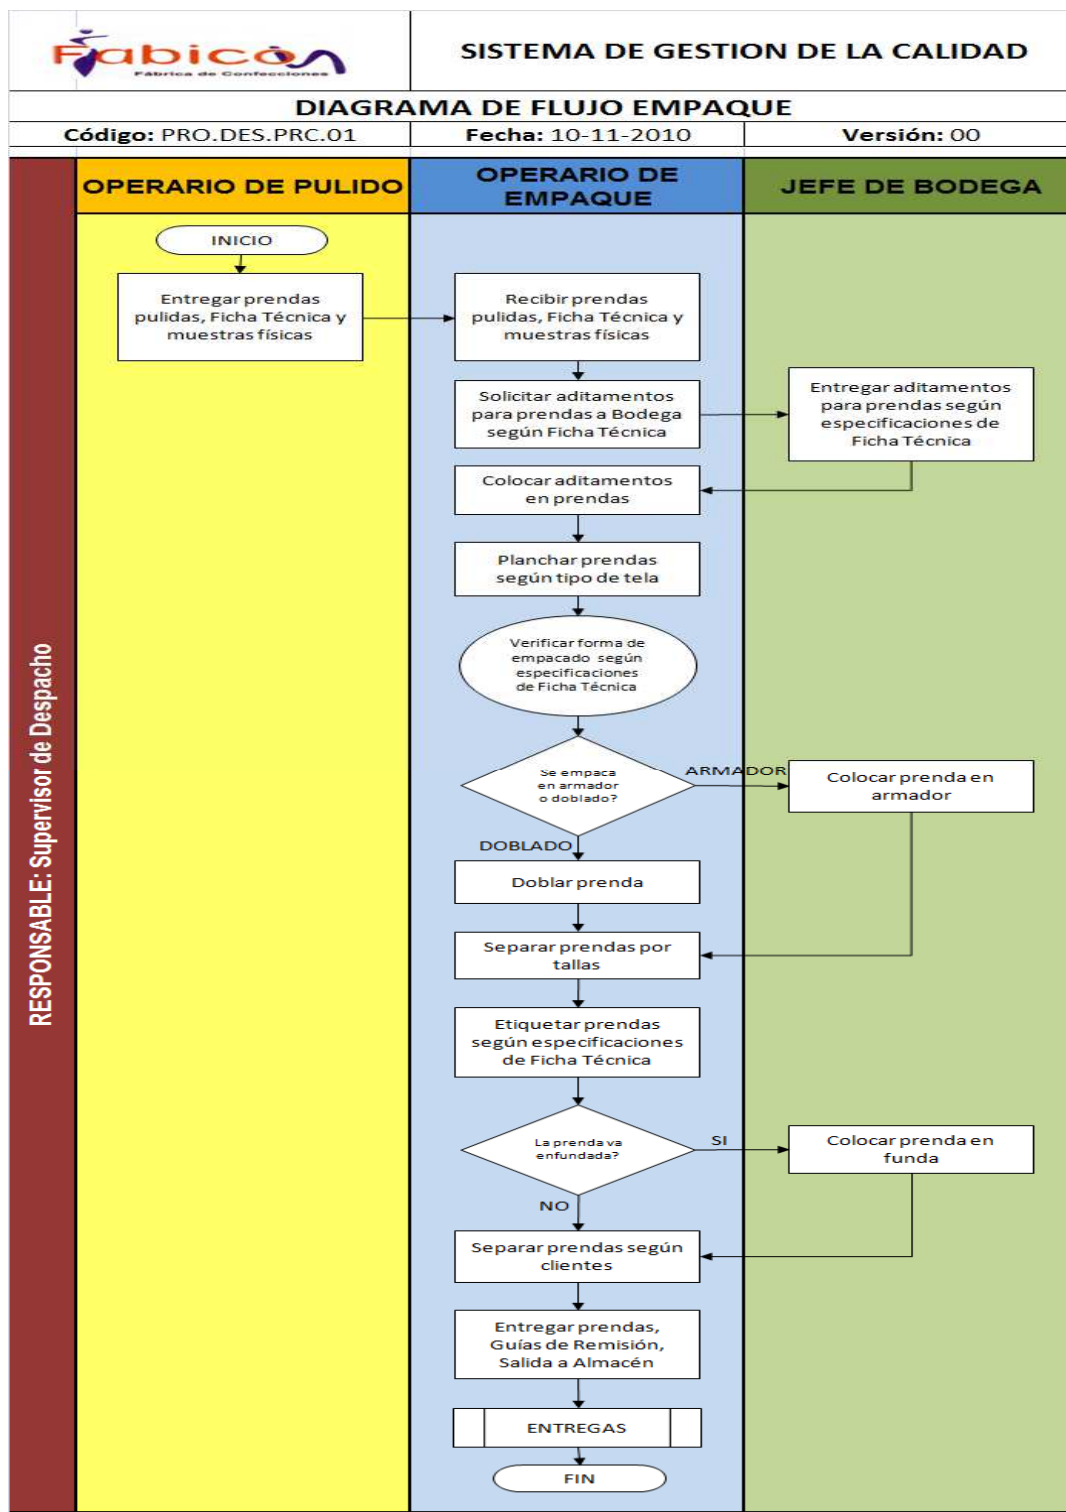 Fabicòn
Fábrica de Confecciones
SISTEMA DE GESTION DE LA CALIDAD
DIAGRAMA DE FLUJO EMPAQUE
Código: PRO.DES.PRC.01
Fecha: 10-11-2010
Versión: 00
RESPONSABLE: Supervisor de Despacho
OPERARIO DE PULIDO
OPERARIO DE
EMPAQUE
JEFE DE BODEGA
INICIO
Entregar prendas
pulidas, Ficha Técnica y
muestras físicas
Recibir prendas
pulidas, Ficha Técnica y
muestras físicas
Solicitar aditamentos
para prendas a Bodega
según Ficha Técnica
Entregar aditamentos
para prendas según
especificaciones de
Ficha Técnica
Colocar aditamentos
en prendas
Planchar prendas
según tipo de tela
Verificar forma de
empacado según
especificaciones
de Ficha Técnica
Se empaca
en armador
o doblado?
ARMADOR
Colocar prenda en
armador
DOBLADO
Doblar prenda
Separar prendas por
tallas
Etiquetar prendas
según especificaciones
de Ficha Técnica
La prenda va
enfundada?
SI
Colocar prenda en
funda
NO
Separar prendas según
clientes
Entregar prendas,
Guías de Remisión,
Salida a Almacén
ENTREGAS
FIN